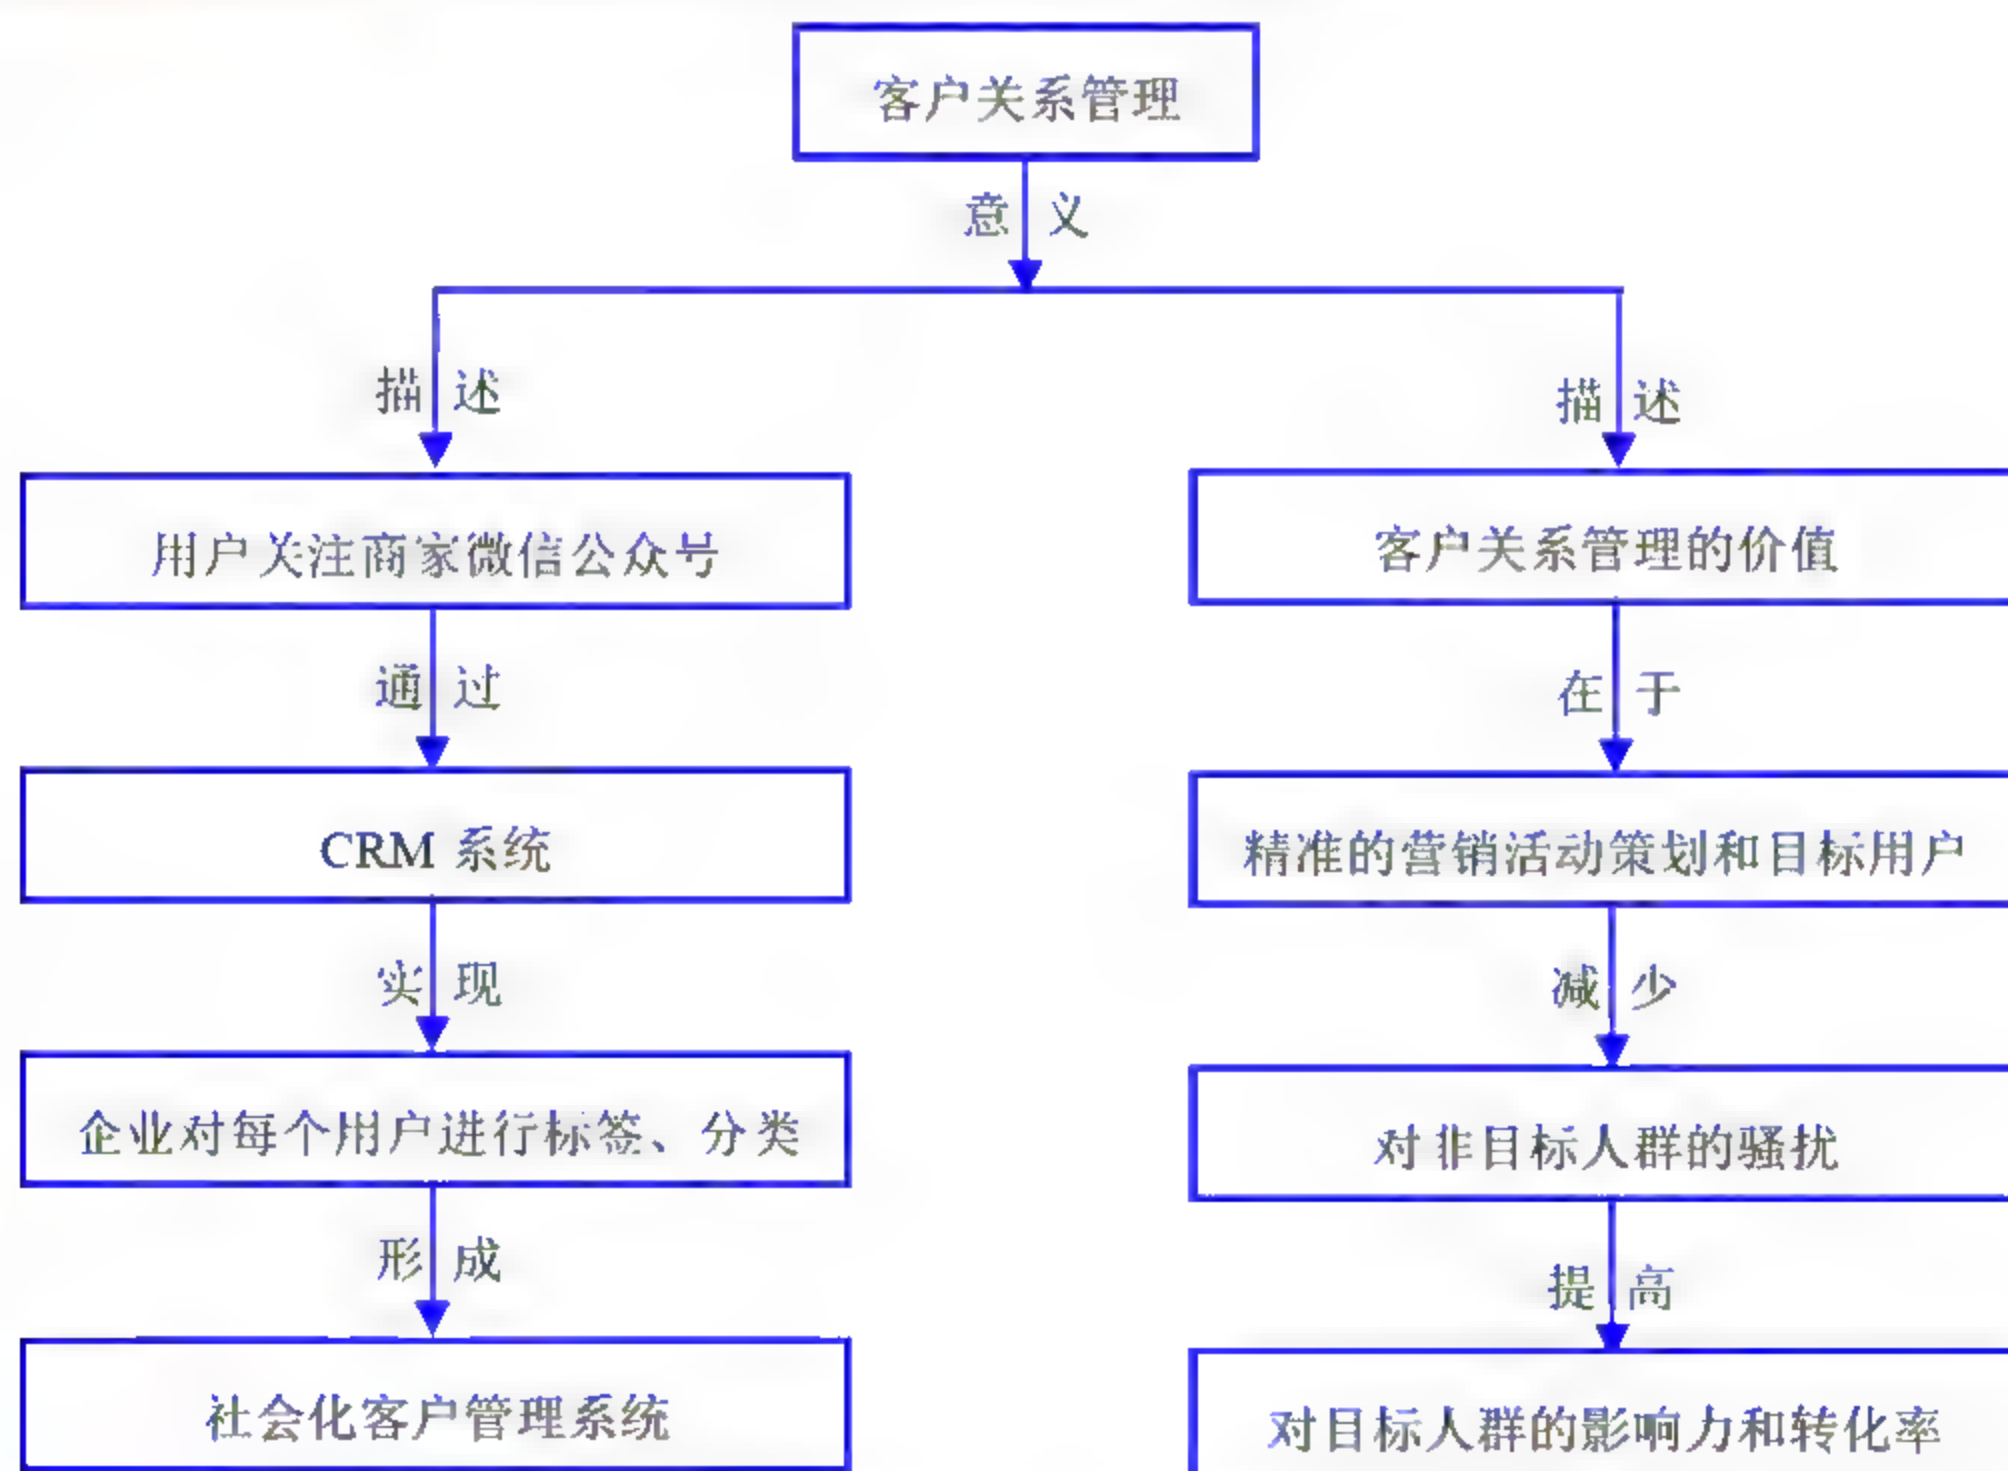 客户关系管理
意义
描述
描述
用户关注商家微信公众号
客户关系管理的价值
通过
在于
CRM 系统
精准的营销活动策划和目标用户
实现
减少
企业对每个用户进行标签、分类
对非目标人群的骚扰
形成
提高
社会化客户管理系统
对目标人群的影响力和转化率